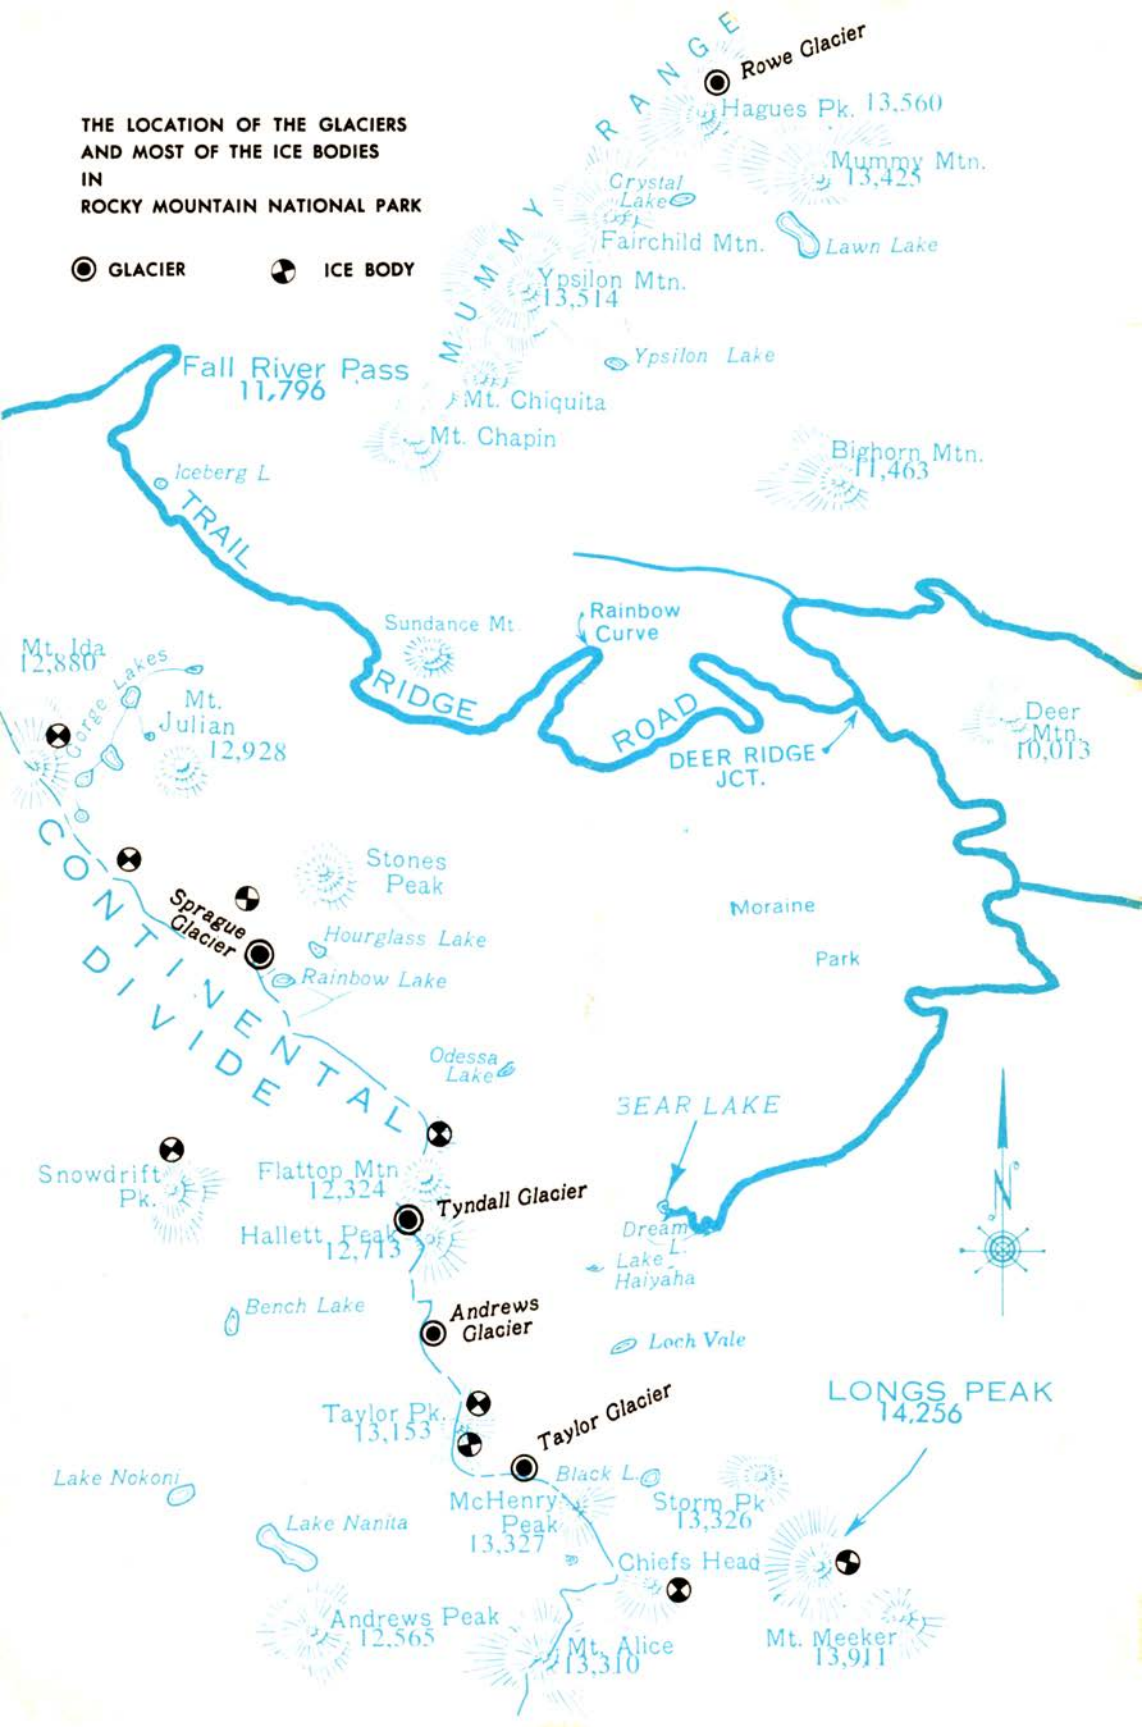 THE LOCATION OF THE GLACIERS
AND MOST OF THE ICE BODIES
IN
ROCKY MOUNTAIN NATIONAL PARK
GLACIER
ICE BODY
MUMMY RANGE
Rowe Glacier
Hagues Pk. 13,560
Mummy Mtn.
13,425
Crystal
Lake
Fairchild Mtn.
Lawn Lake
Ypsilon Mtn.
13,514
Ypsilon Lake
Fall River Pass
11,796
Mt. Chiquita
Mt. Chapin
Bighorn Mtn.
11,463
Iceberg L
TRAIL
RIDGE
ROAD
Sundance Mt.
Rainbow
Curve
DEER RIDGE
JCT.
Deer
Mtn.
10,013
Mt. Ida
12,880
Gorge Lakes
Mt.
Julian
12,928
CONTINENTAL
DIVIDE
Stones
Peak
Sprague
Glacier
Hourglass Lake
Rainbow Lake
Moraine
Park
Odessa
Lake
BEAR LAKE
Snowdrift
Pk.
Flattop Mtn
12,324
Tyndall Glacier
Hallett Peak
12,713
Dream
L.
Lake
Haiyaha
N
Bench Lake
Andrews
Glacier
Loch Vale
LONGS PEAK
14,256
Taylor Pk.
13,153
Taylor Glacier
Lake Nokoni
Black L.
McHenry
Peak
13,327
Storm Pk
13,326
Lake Nanita
Chiefs Head
Andrews Peak
12,565
Mt. Alice
13,310
Mt. Meeker
13,911